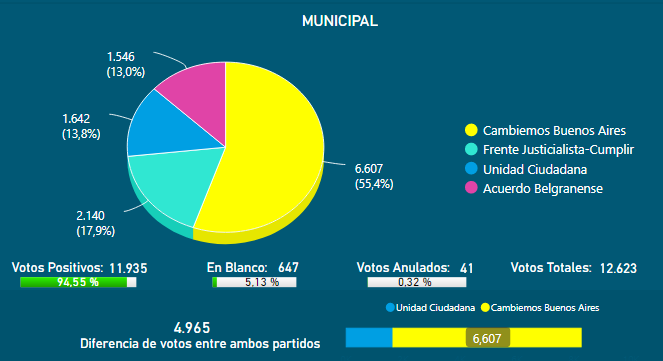 MUNICIPAL
1.546
(13,0%)
1.642
(13,8%)
2.140
(17,9%)
6.607
(55,4%)
Cambiemos Buenos Aires
Frente Justicialista-Cumplir
Unidad Ciudadana
Acuerdo Belgranense
Votos Positivos: 11.935
94,55 %
En Blanco: 647
5,13 %
Votos Anulados: 41
0,32 %
Votos Totales: 12.623
4.965
Diferencia de votos entre ambos partidos
Unidad Ciudadana Cambiemos Buenos Aires
6,607